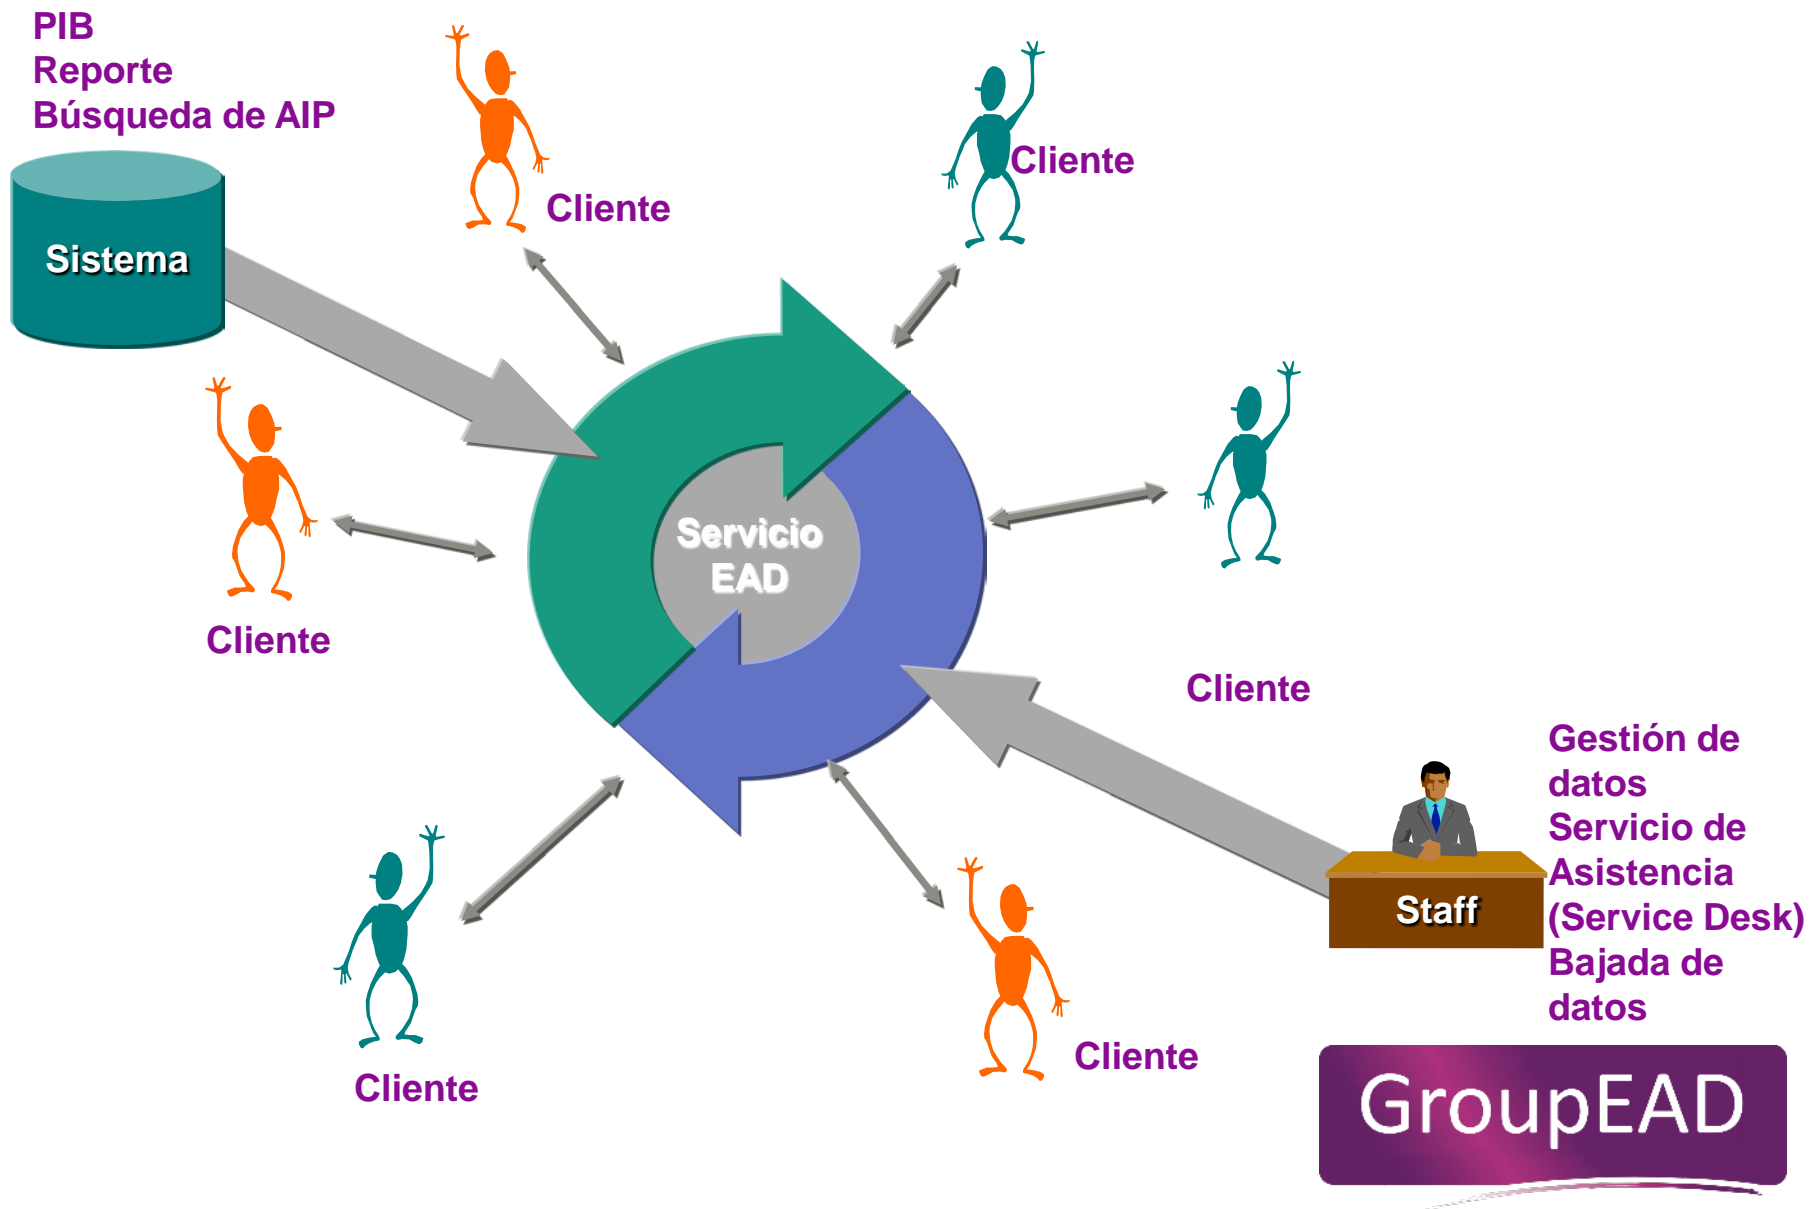 PIB
Reporte
Búsqueda de AIP
Cliente
Cliente
Sistema
Servicio
EAD
Cliente
Cliente
Gestión de
datos
Servicio de
Asistencia
(Service Desk)
Bajada de
datos
Staff
Cliente
Cliente
GroupEAD